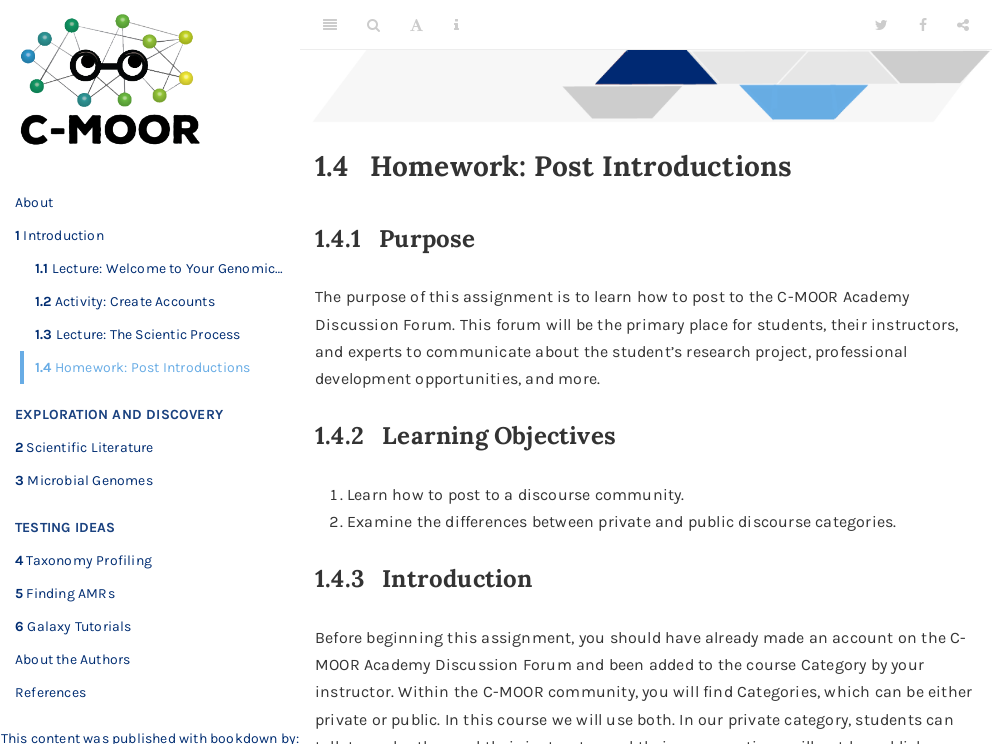 C-MOOR
About
1 Introduction
1.1 Lecture: Welcome to Your Genomic...
1.2 Activity: Create Accounts
1.3 Lecture: The Scientic Process
1.4 Homework: Post Introductions
EXPLORATION AND DISCOVERY
2 Scientific Literature
3 Microbial Genomes
TESTING IDEAS
4 Taxonomy Profiling
5 Finding AMRs
6 Galaxy Tutorials
About the Authors
References
This content was published with bookdown by:
A
i
1.4 Homework: Post Introductions
1.4.1 Purpose
The purpose of this assignment is to learn how to post to the C-MOOR Academy
Discussion Forum. This forum will be the primary place for students, their instructors,
and experts to communicate about the student's research project, professional
development opportunities, and more.
1.4.2 Learning Objectives
1. Learn how to post to a discourse community.
2. Examine the differences between private and public discourse categories.
1.4.3 Introduction
Before beginning this assignment, you should have already made an account on the C-
MOOR Academy Discussion Forum and been added to the course Category by your
instructor. Within the C-MOOR community, you will find Categories, which can be either
private or public. In this course we will use both. In our private category, students can